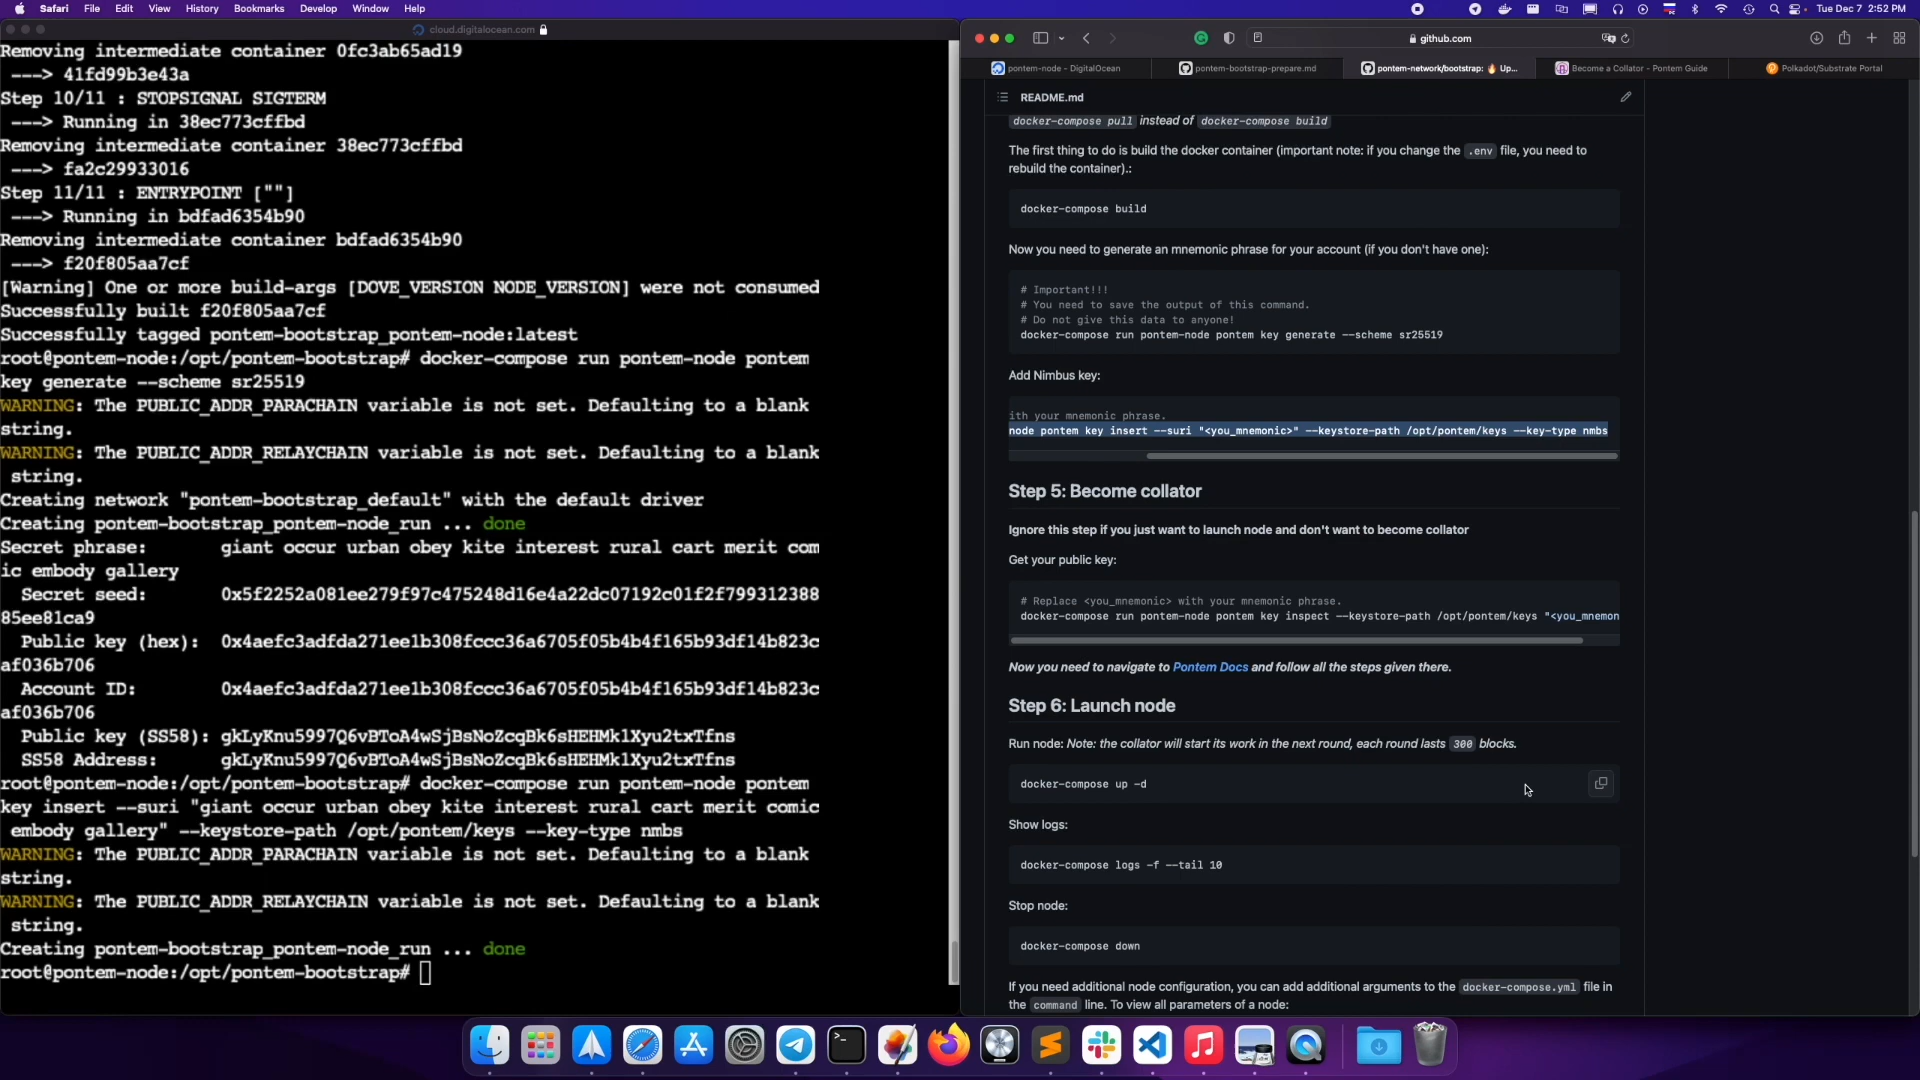 Safari File Edit View History Bookmarks Develop Window Help
Tue Dec 7 2:52 PM
cloud.digitalocean.com
Removing intermediate container 0fc3ab65ad19
---> 41fd99b3e43a
Step 10/11 : STOPSIGNAL SIGTERM
---> Running in 38ec773cffbd
Removing intermediate container 38ec773cffbd
---> fa2c29933016
Step 11/11 : ENTRYPOINT [""]
---> Running in bdfad6354b90
Removing intermediate container bdfad6354b90
---> f20f805aa7cf
[Warning] One or more build-args [DOVE_VERSION NODE_VERSION] were not consumed
Successfully built f20f805aa7cf
Successfully tagged pontem-bootstrap_pontem-node:latest
root@pontem-node:/opt/pontem-bootstrap# docker-compose run pontem-node pontem
key generate --scheme sr25519
WARNING: The PUBLIC_ADDR_PARACHAIN variable is not set. Defaulting to a blank
string.
WARNING: The PUBLIC_ADDR_RELAYCHAIN variable is not set. Defaulting to a blank
string.
Creating network "pontem-bootstrap_default" with the default driver
Creating pontem-bootstrap_pontem-node_run ... done
Secret phrase: giant occur urban obey kite interest rural cart merit com
ic embody gallery
Secret seed: 0x5f2252a081ee279f97c475248d16e4a22dc07192c01f2f799312388
85ee81ca9
Public key (hex): 0x4aefc3adfda271ee1b308fccc36a6705f05b4b4f165b93df14b823c
af036b706
Account ID: 0x4aefc3adfda271ee1b308fccc36a6705f05b4b4f165b93df14b823c
af036b706
Public key (SS58): gkLyKnu5997Q6vBToA4wSjBsNoZcqBk6sHEHMk1Xyu2txTfns
SS58 Address: gkLyKnu5997Q6vBToA4wSjBsNoZcqBk6sHEHMk1Xyu2txTfns
root@pontem-node:/opt/pontem-bootstrap# docker-compose run pontem-node pontem
key insert --suri "giant occur urban obey kite interest rural cart merit comic
embody gallery" --keystore-path /opt/pontem/keys --key-type nmbs
WARNING: The PUBLIC_ADDR_PARACHAIN variable is not set. Defaulting to a blank
string.
WARNING: The PUBLIC_ADDR_RELAYCHAIN variable is not set. Defaulting to a blank
string.
Creating pontem-bootstrap_pontem-node_run ... done
root@pontem-node:/opt/pontem-bootstrap#
github.com
pontem-node - DigitalOcean
pontem-bootstrap-prepare.md
pontem-network/bootstrap: 🔥 Up...
Become a Collator - Pontem Guide
Polkadot/Substrate Portal
README.md
docker-compose pull instead of docker-compose build
The first thing to do is build the docker container (important note: if you change the .env file, you need to
rebuild the container).:
docker-compose build
Now you need to generate an mnemonic phrase for your account (if you don't have one):
# Important!!!
# You need to save the output of this command.
# Do not give this data to anyone!
docker-compose run pontem-node pontem key generate --scheme sr25519
Add Nimbus key:
ith your mnemonic phrase.
node pontem key insert --suri "<you_mnemonic>" --keystore-path /opt/pontem/keys --key-type nmbs
Step 5: Become collator
Ignore this step if you just want to launch node and don't want to become collator
Get your public key:
# Replace <you_mnemonic> with your mnemonic phrase.
docker-compose run pontem-node pontem key inspect --keystore-path /opt/pontem/keys "<you_mnemon
Now you need to navigate to Pontem Docs and follow all the steps given there.
Step 6: Launch node
Run node: Note: the collator will start its work in the next round, each round lasts 300 blocks.
docker-compose up -d
Show logs:
docker-compose logs -f --tail 10
Stop node:
docker-compose down
If you need additional node configuration, you can add additional arguments to the docker-compose.yml file in
the command line. To view all parameters of a node: